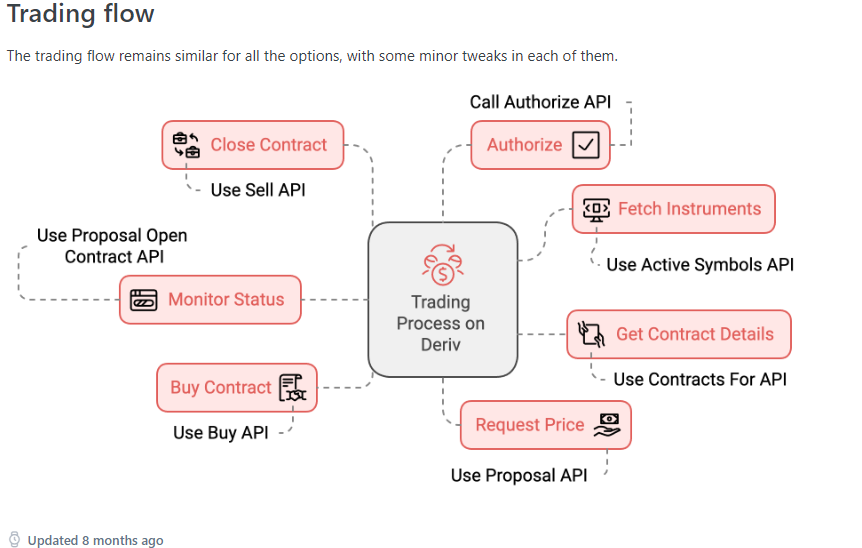 Trading flow
The trading flow remains similar for all the options, with some minor tweaks in each of them.
Call Authorize API
Authorize
Fetch Instruments
Use Active Symbols API
Get Contract Details
Use Contracts For API
Request Price
Use Proposal API
Buy Contract
Use Buy API
Use Proposal Open
Contract API
Monitor Status
Close Contract
Use Sell API
Trading
Process on
Deriv
Updated 8 months ago